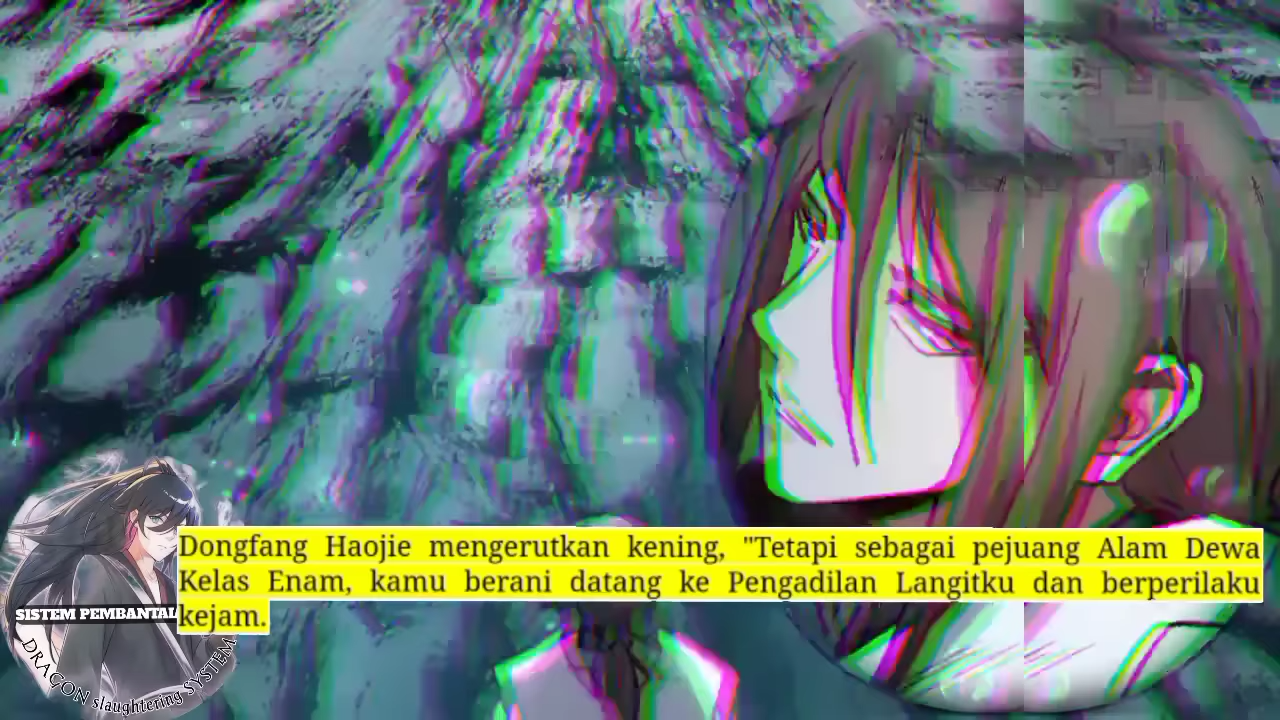 Dongfang Haojie mengerutkan kening, "Tetapi sebagai pejuang Alam Dewa
Kelas Enam, kamu berani datang ke Pengadilan Langitku dan berperilaku
kejam.
SISTEM PEMBANTAI
DRAGON slaughtering SYSTEM